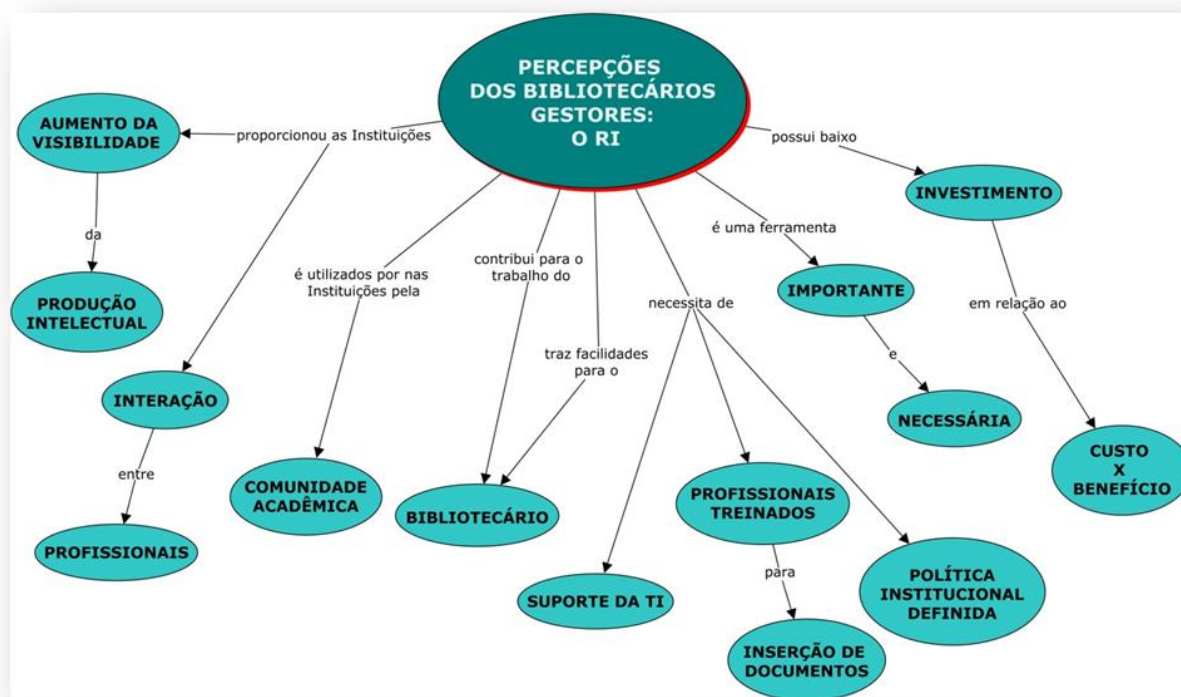 PERCEPÇÕES
DOS BIBLIOTECÁRIOS
GESTORES:
O RI
AUMENTO DA
VISIBILIDADE
proporcionou as Instituições
possui baixo
INVESTIMENTO
da
é uma ferramenta
é utilizados por nas
Instituições pela
contribui para o
trabalho do
PRODUÇÃO
INTELECTUAL
necessita de
IMPORTANTE
em relação ao
traz facilidades
para o
e
INTERAÇÃO
NECESSÁRIA
entre
COMUNIDADE
ACADÊMICA
BIBLIOTECÁRIO
PROFISSIONAIS
TREINADOS
CUSTO
X
BENEFÍCIO
PROFISSIONAIS
para
SUPORTE DA TI
POLÍTICA
INSTITUCIONAL
DEFINIDA
INSERÇÃO DE
DOCUMENTOS